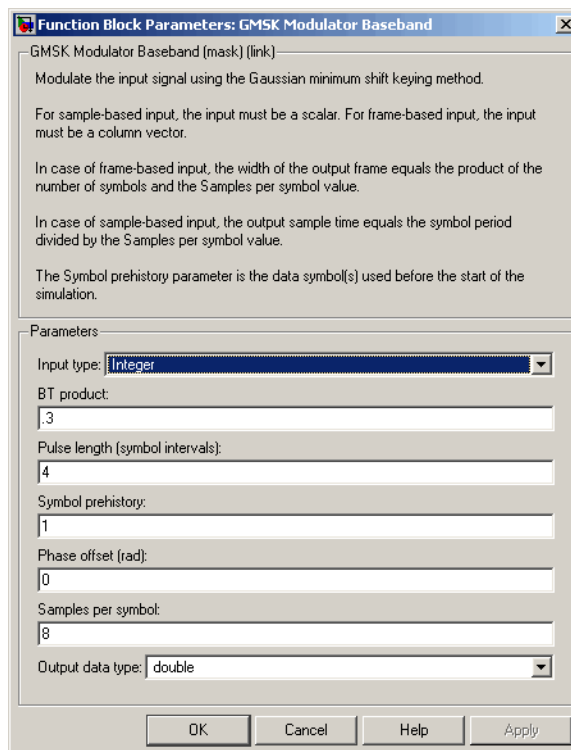 Function Block Parameters: GMSK Modulator Baseband
GMSK Modulator Baseband (mask) (link)
Modulate the input signal using the Gaussian minimum shift keying method.
For sample-based input, the input must be a scalar. For frame-based input, the input
must be a column vector.
In case of frame-based input, the width of the output frame equals the product of the
number of symbols and the Samples per symbol value.
In case of sample-based input, the output sample time equals the symbol period
divided by the Samples per symbol value.
The Symbol prehistory parameter is the data symbol(s) used before the start of the
simulation.
Parameters
Input type: Integer
BT product:
.3
Pulse length (symbol intervals):
4
Symbol prehistory:
1
Phase offset (rad):
0
Samples per symbol:
8
Output data type: double
OK Cancel Help Apply